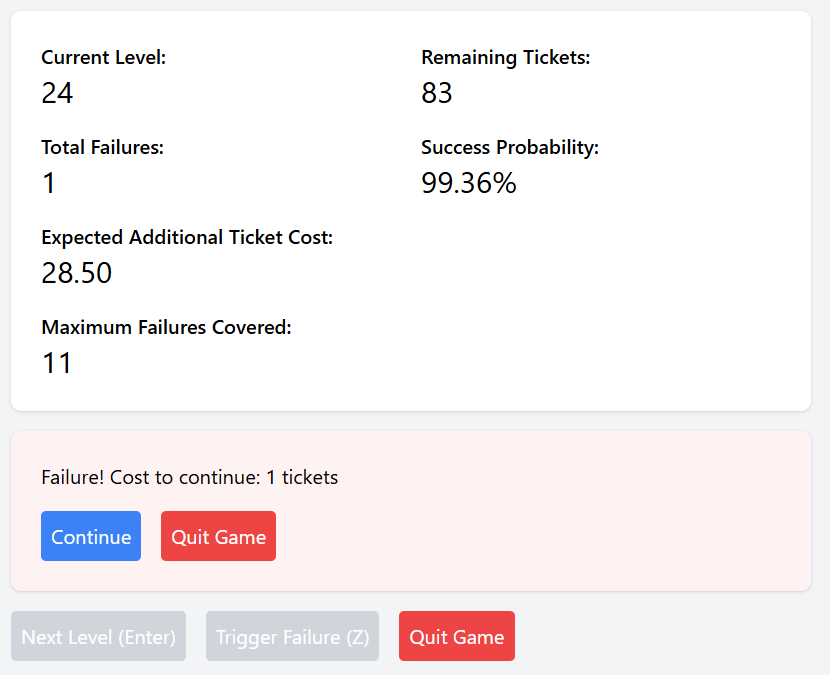 Current Level:
24
Remaining Tickets:
83
Total Failures:
1
Success Probability:
99.36%
Expected Additional Ticket Cost:
28.50
Maximum Failures Covered:
11
Failure! Cost to continue: 1 tickets
Continue
Quit Game
Next Level (Enter)
Trigger Failure (Z)
Quit Game